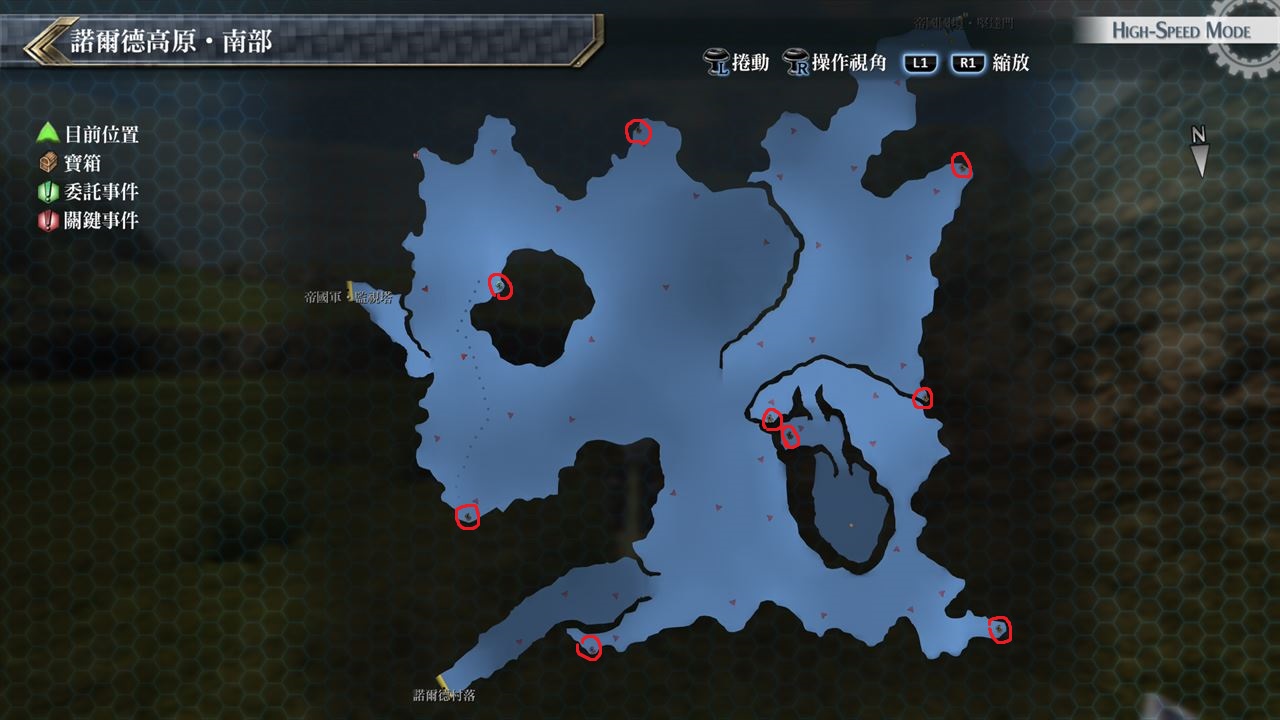 諾爾德高原・南部
HIGH-SPEED MODE
L捲動 R操作視角 L1 R1 縮放
目前位置
寶箱
委託事件
關鍵事件
N
帝國軍・監視塔
諾爾德村落